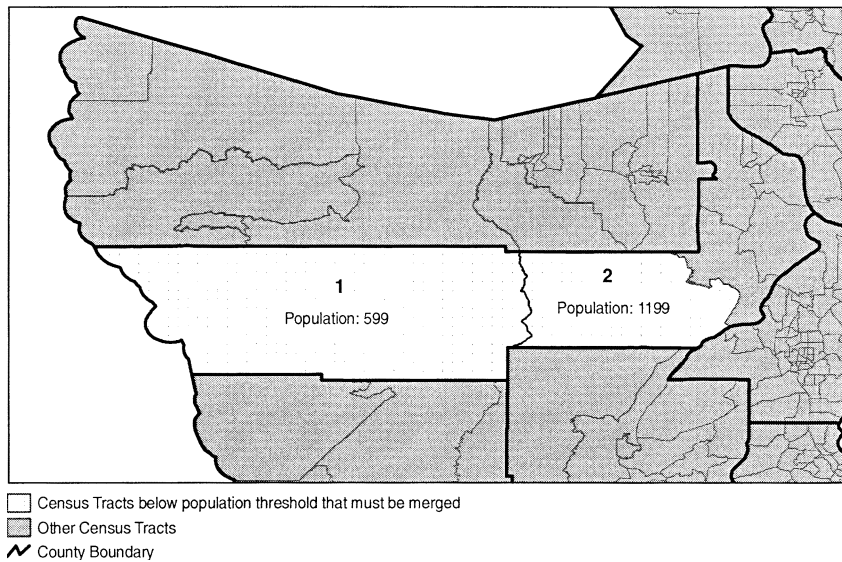 1
Population: 599
2
Population: 1199
Census Tracts below population threshold that must be merged
Other Census Tracts
County Boundary